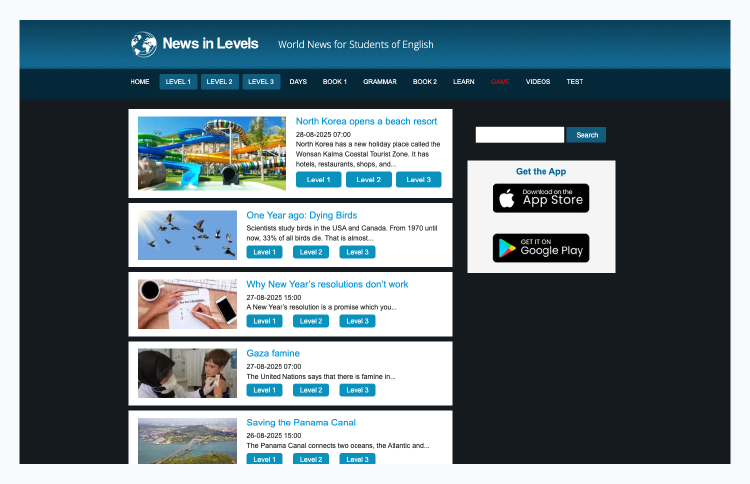 News in Levels
World News for Students of English
HOME LEVEL 1 LEVEL 2 LEVEL 3 DAYS BOOK 1 GRAMMAR BOOK 2 LEARN GAME VIDEOS TEST
North Korea opens a beach resort
28-08-2025 07:00
North Korea has a new holiday place called the
Wonsan Kalma Coastal Tourist Zone. It has
hotels, restaurants, shops, and...
Level 1 Level 2 Level 3
One Year ago: Dying Birds
Scientists study birds in the USA and Canada. From 1970 until
now, 33% of all birds die. That is almost...
Level 1 Level 2 Level 3
Why New Year's resolutions don't work
27-08-2025 15:00
A New Year's resolution is a promise which you...
Level 1 Level 2 Level 3
Gaza famine
27-08-2025 07:00
The United Nations says that there is famine in...
Level 1 Level 2 Level 3
Saving the Panama Canal
26-08-2025 15:00
The Panama Canal connects two oceans, the Atlantic and...
Level 1 Level 2 Level 3
Search
Get the App
Download on the
App Store
GET IT ON
Google Play